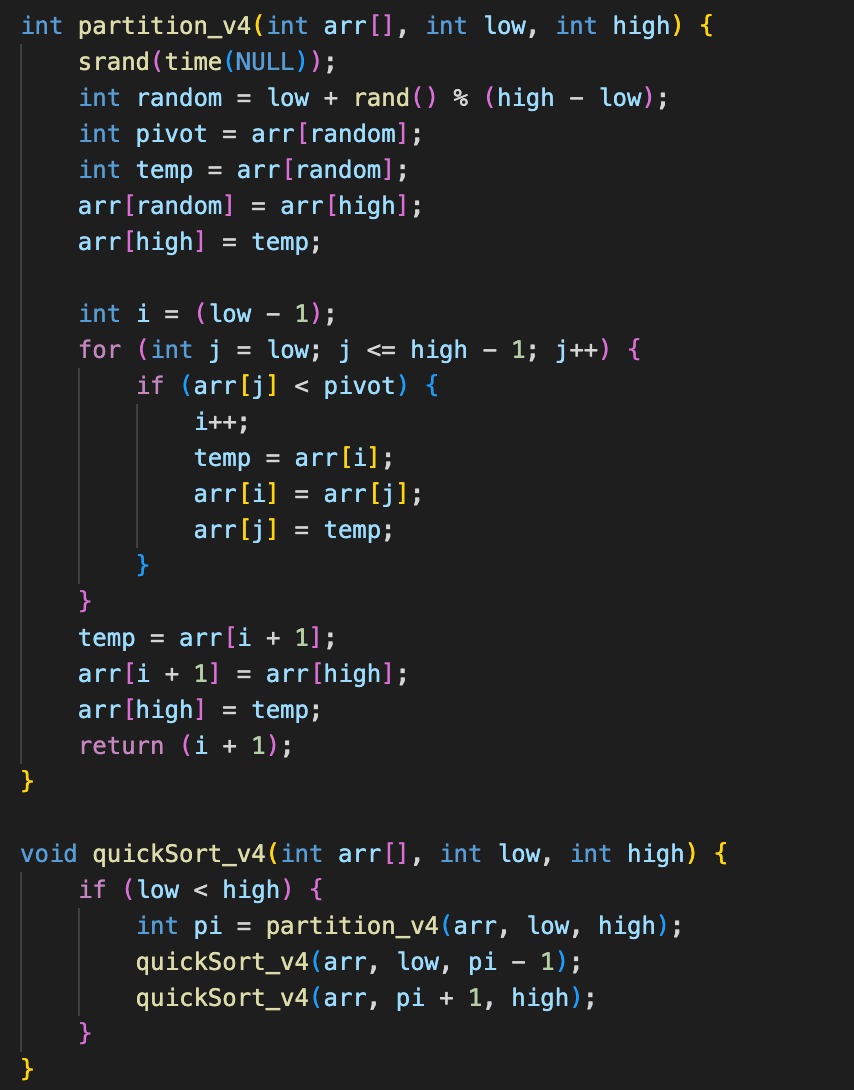 int partition_v4(int arr[], int low, int high) {
    srand(time(NULL));
    int random = low + rand() % (high - low);
    int pivot = arr[random];
    int temp = arr[random];
    arr[random] = arr[high];
    arr[high] = temp;

    int i = (low - 1);
    for (int j = low; j <= high - 1; j++) {
        if (arr[j] < pivot) {
            i++;
            temp = arr[i];
            arr[i] = arr[j];
            arr[j] = temp;
        }
    }
    temp = arr[i + 1];
    arr[i + 1] = arr[high];
    arr[high] = temp;
    return (i + 1);
}

void quickSort_v4(int arr[], int low, int high) {
    if (low < high) {
        int pi = partition_v4(arr, low, high);
        quickSort_v4(arr, low, pi - 1);
        quickSort_v4(arr, pi + 1, high);
    }
}